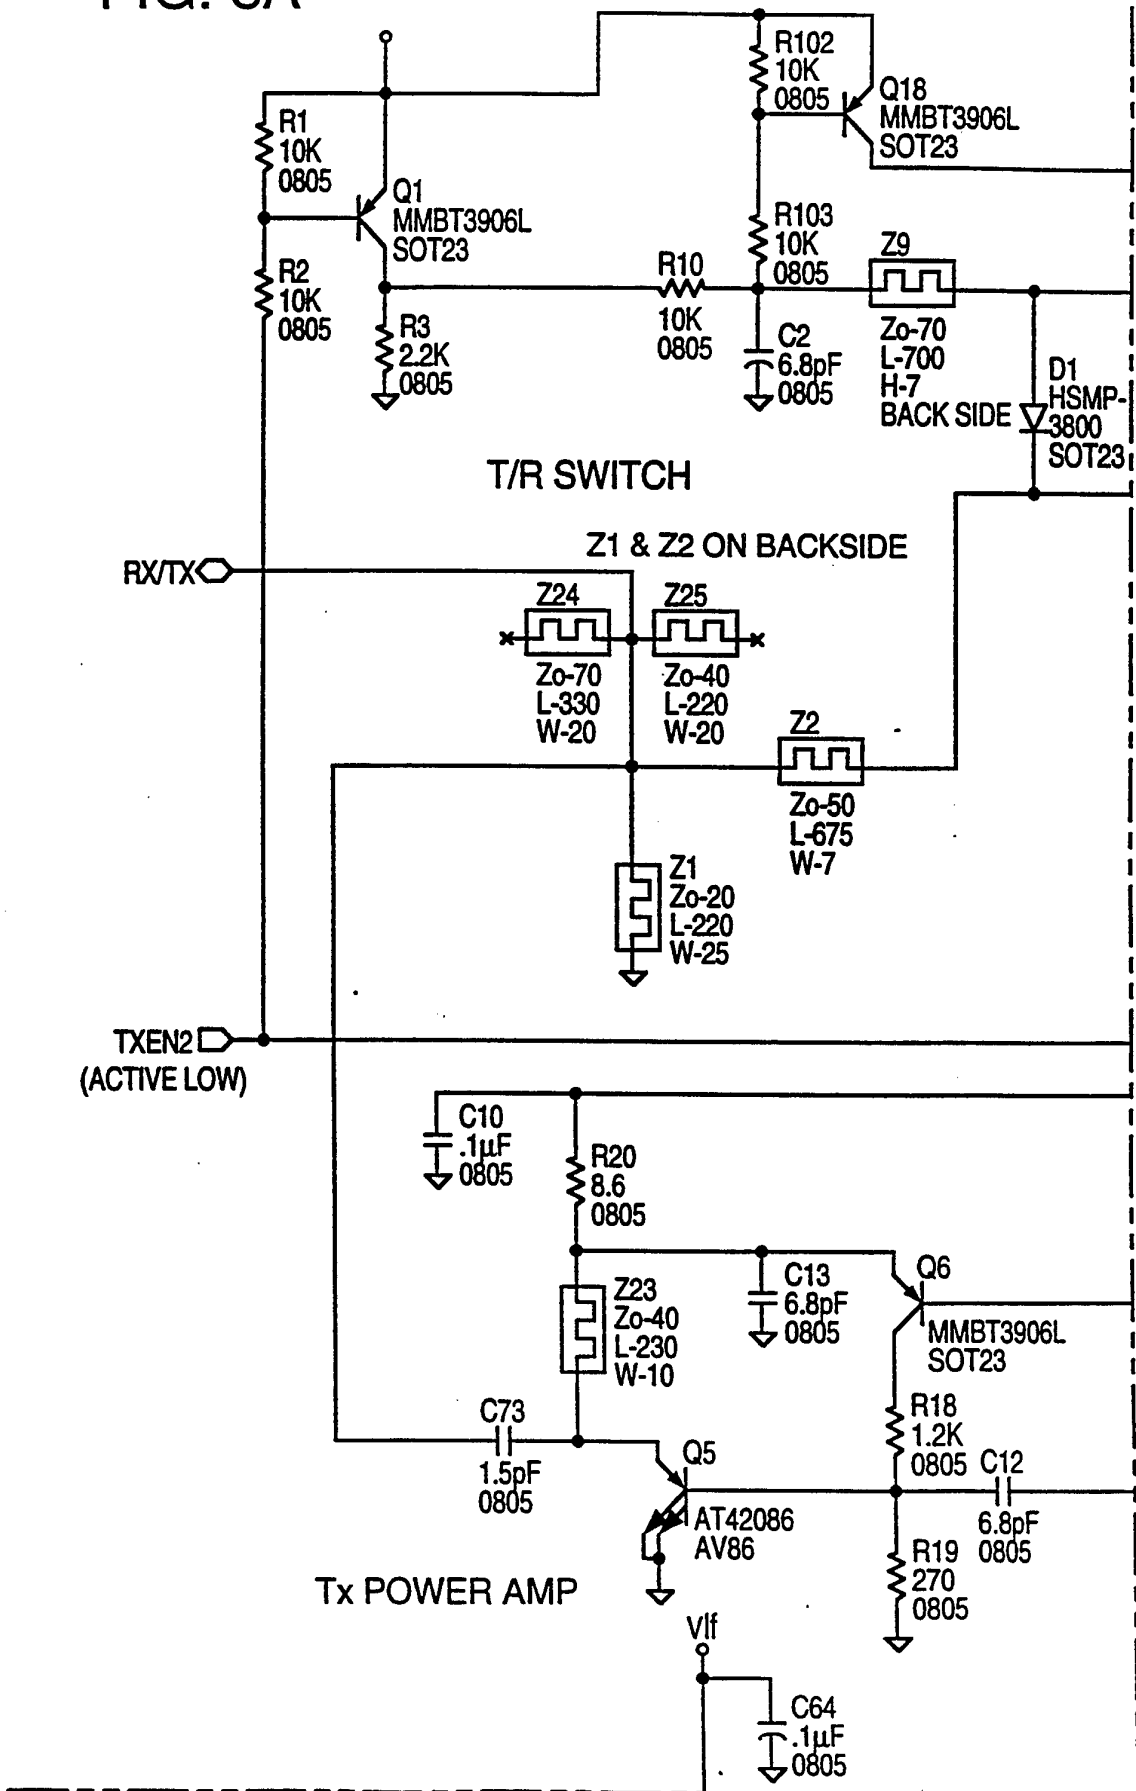 R102
10K
0805
Q18
MMBT3906L
SOT23
R1
10K
0805
Q1
MMBT3906L
SOT23
R103
10K
0805
R2
10K
0805
R10
10K
0805
Z9
Zo-70
L-700
H-7
BACK SIDE
R3
2.2K
0805
C2
6.8pF
0805
D1
HSMP-
3800
SOT23
T/R SWITCH
Z1 & Z2 ON BACKSIDE
RX/TX
Z24
Zo-70
L-330
W-20
Z25
Zo-40
L-220
W-20
Z2
Zo-50
L-675
W-7
Z1
Zo-20
L-220
W-25
TXEN2
(ACTIVE LOW)
C10
.1µF
0805
R20
8.6
0805
C13
6.8pF
0805
Q6
MMBT3906L
SOT23
Z23
Zo-40
L-230
W-10
C73
1.5pF
0805
R18
1.2K
0805
C12
6.8pF
0805
Q5
AT42086
AV86
R19
270
0805
Tx POWER AMP
VIf
C64
.1µF
0805